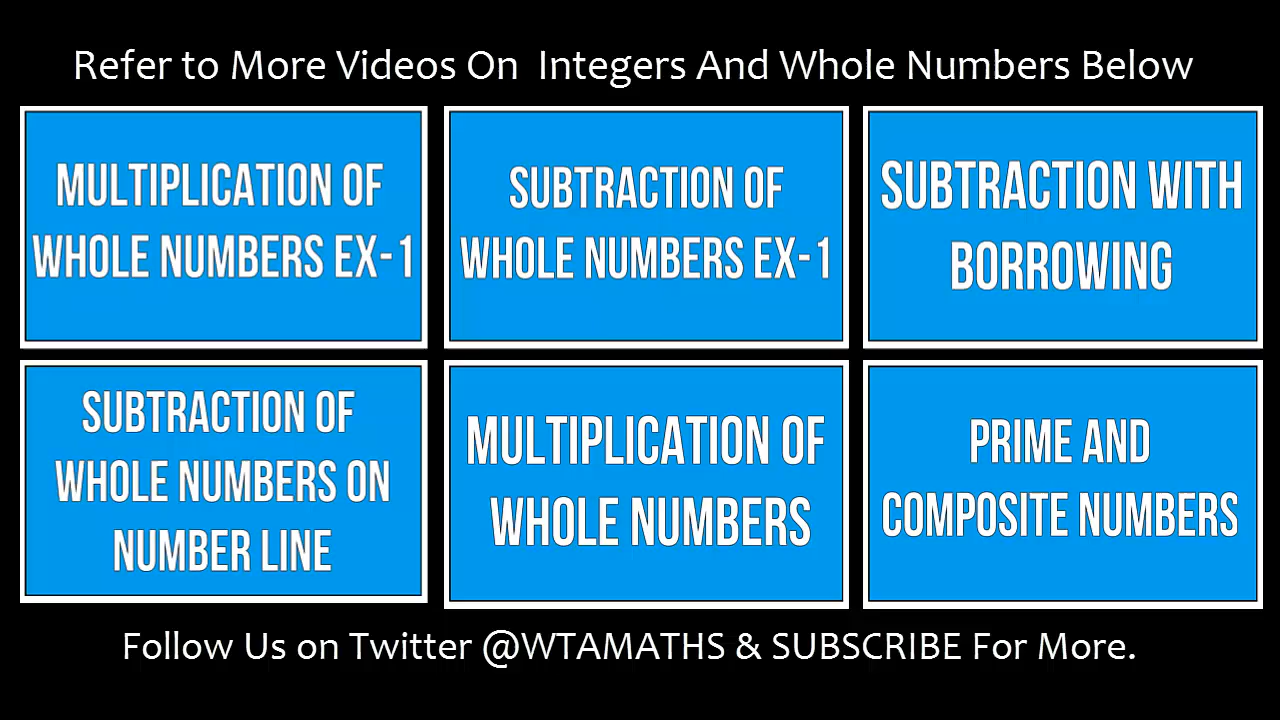 Refer to More Videos On  Integers And Whole Numbers Below
MULTIPLICATION OF
WHOLE NUMBERS EX-1
SUBTRACTION OF
WHOLE NUMBERS EX-1
SUBTRACTION WITH
BORROWING
SUBTRACTION OF
WHOLE NUMBERS ON
NUMBER LINE
MULTIPLICATION OF
WHOLE NUMBERS
PRIME AND
COMPOSITE NUMBERS
Follow Us on Twitter @WTAMATHS & SUBSCRIBE For More.